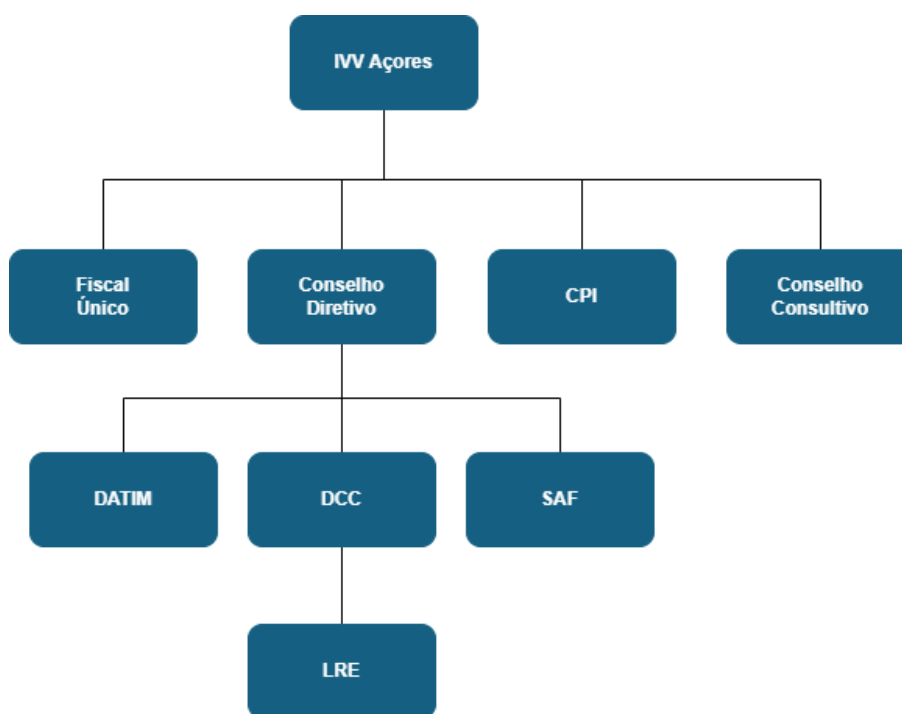 IVV Açores
Fiscal
Único
Conselho
Diretivo
CPI
Conselho
Consultivo
DATIM
DCC
SAF
LRE